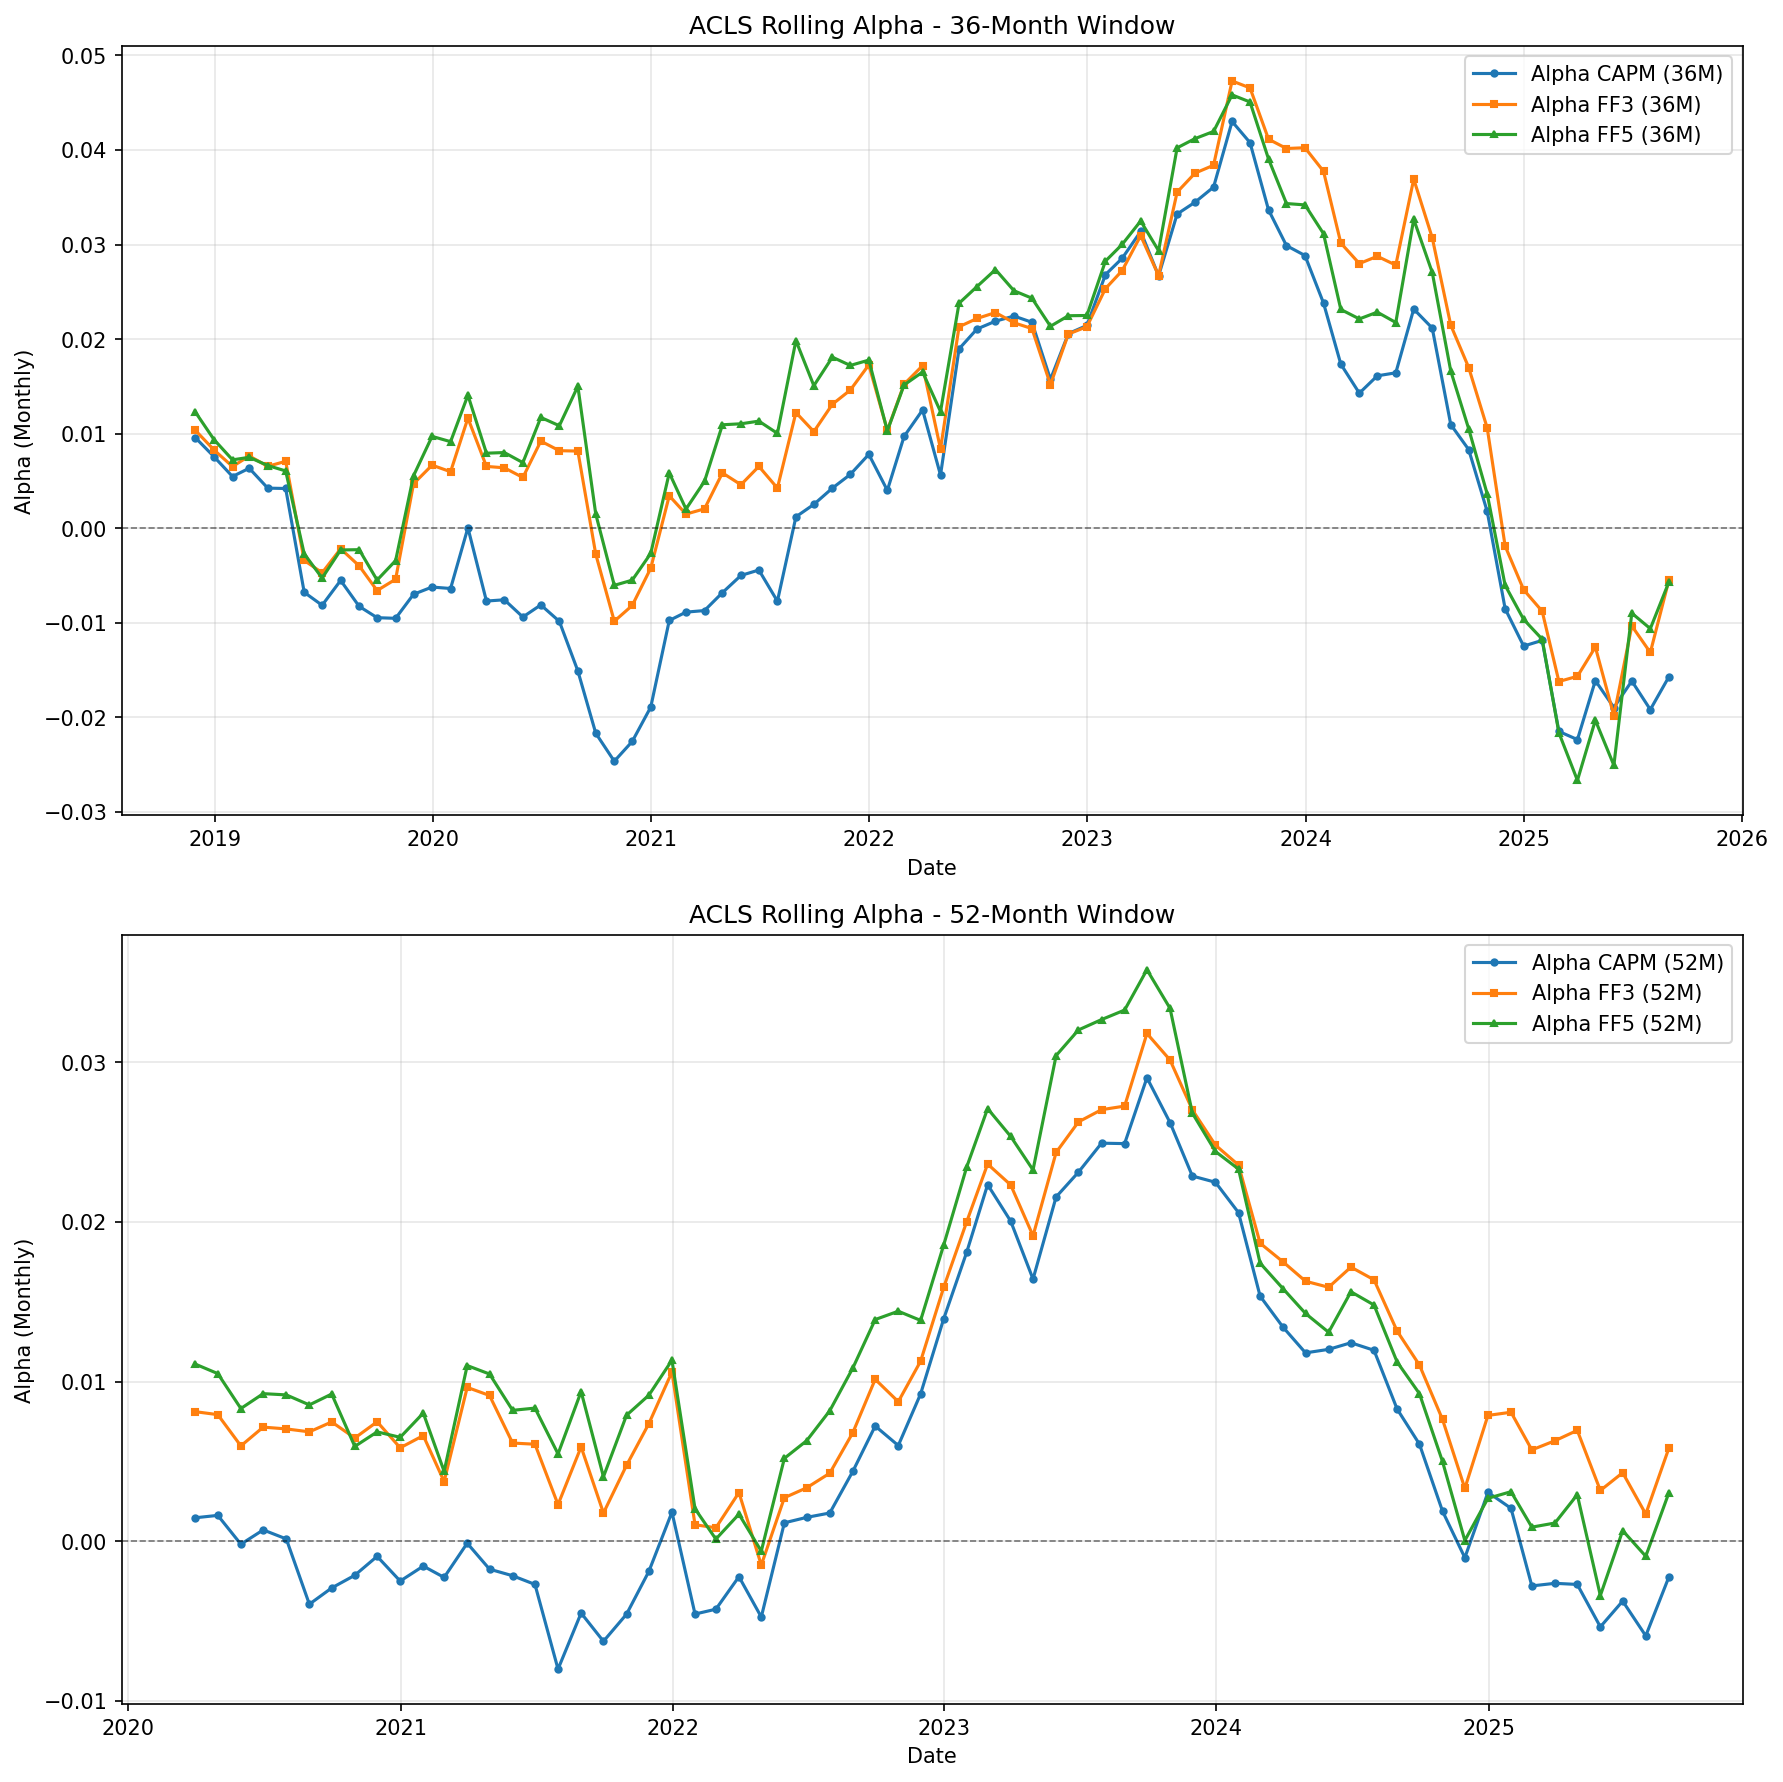 ACLS Rolling Alpha - 36-Month Window
Alpha CAPM (36M)
Alpha FF3 (36M)
Alpha FF5 (36M)
Alpha (Monthly)
0.05
0.04
0.03
0.02
0.01
0.00
−0.01
−0.02
−0.03
2019 2020 2021 2022 2023 2024 2025 2026
Date
ACLS Rolling Alpha - 52-Month Window
Alpha CAPM (52M)
Alpha FF3 (52M)
Alpha FF5 (52M)
Alpha (Monthly)
0.03
0.02
0.01
0.00
−0.01
2020 2021 2022 2023 2024 2025
Date